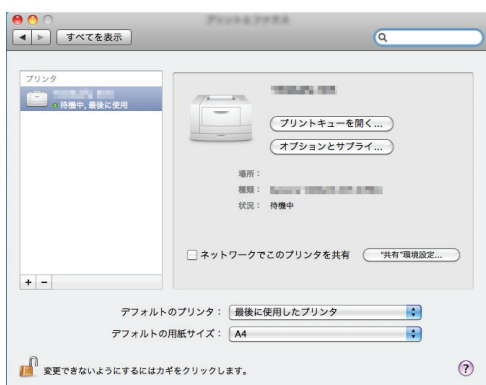 すべてを表示
プリンタ
待機中, 最後に使用
プリントキューを開く...
オプションとサプライ...
場所：
種類：
状況： 待機中
ネットワークでこのプリンタを共有
"共有"環境設定...
+ −
デフォルトのプリンタ： 最後に使用したプリンタ
デフォルトの用紙サイズ： A4
変更できないようにするにはカギをクリックします。
?